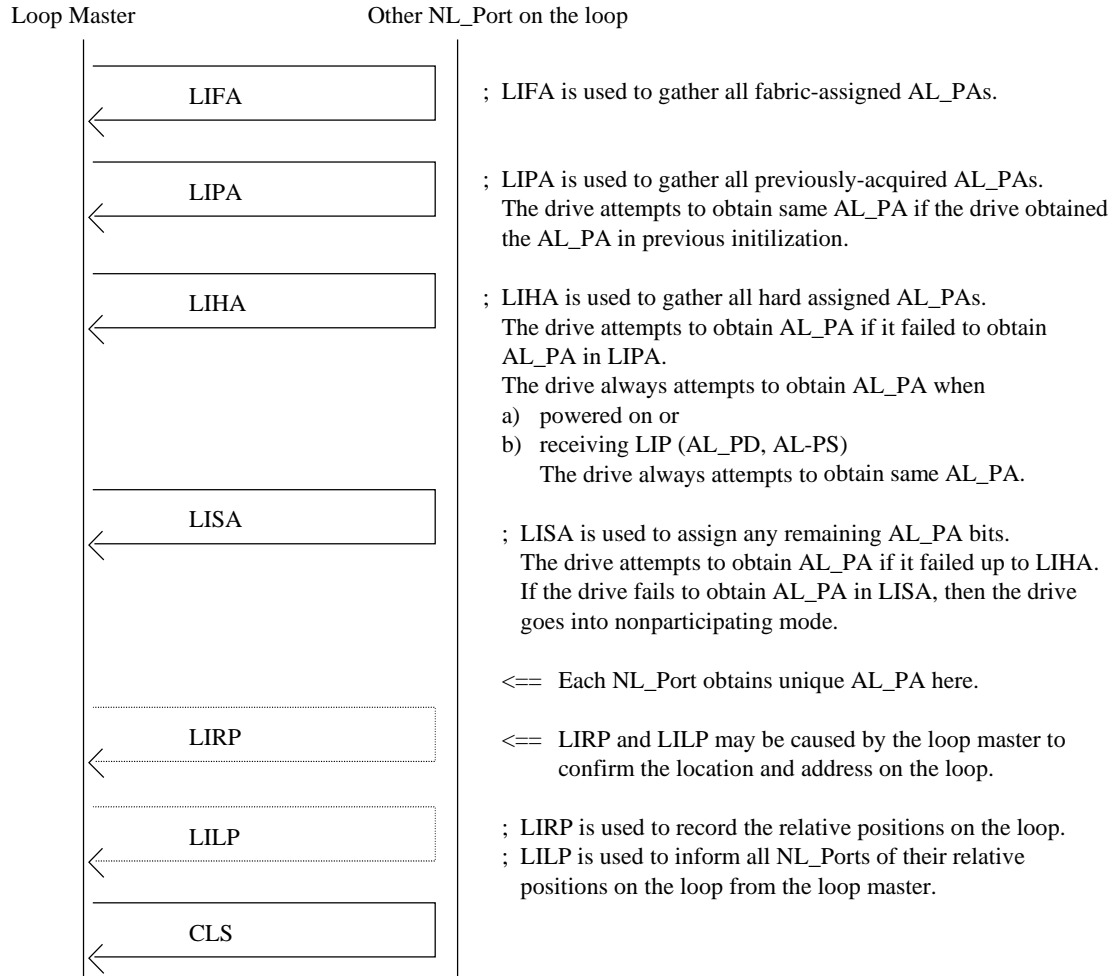 Loop Master
Other NL_Port on the loop
LIFA
; LIFA is used to gather all fabric-assigned AL_PAs.
LIPA
; LIPA is used to gather all previously-acquired AL_PAs.
The drive attempts to obtain same AL_PA if the drive obtained
the AL_PA in previous initilization.
LIHA
; LIHA is used to gather all hard assigned AL_PAs.
The drive attempts to obtain AL_PA if it failed to obtain
AL_PA in LIPA.
The drive always attempts to obtain AL_PA when
a) powered on or
b) receiving LIP (AL_PD, AL-PS)
The drive always attempts to obtain same AL_PA.
LISA
; LISA is used to assign any remaining AL_PA bits.
The drive attempts to obtain AL_PA if it failed up to LIHA.
If the drive fails to obtain AL_PA in LISA, then the drive
goes into nonparticipating mode.
<== Each NL_Port obtains unique AL_PA here.
LIRP
<== LIRP and LILP may be caused by the loop master to
confirm the location and address on the loop.
LILP
; LIRP is used to record the relative positions on the loop.
; LILP is used to inform all NL_Ports of their relative
positions on the loop from the loop master.
CLS